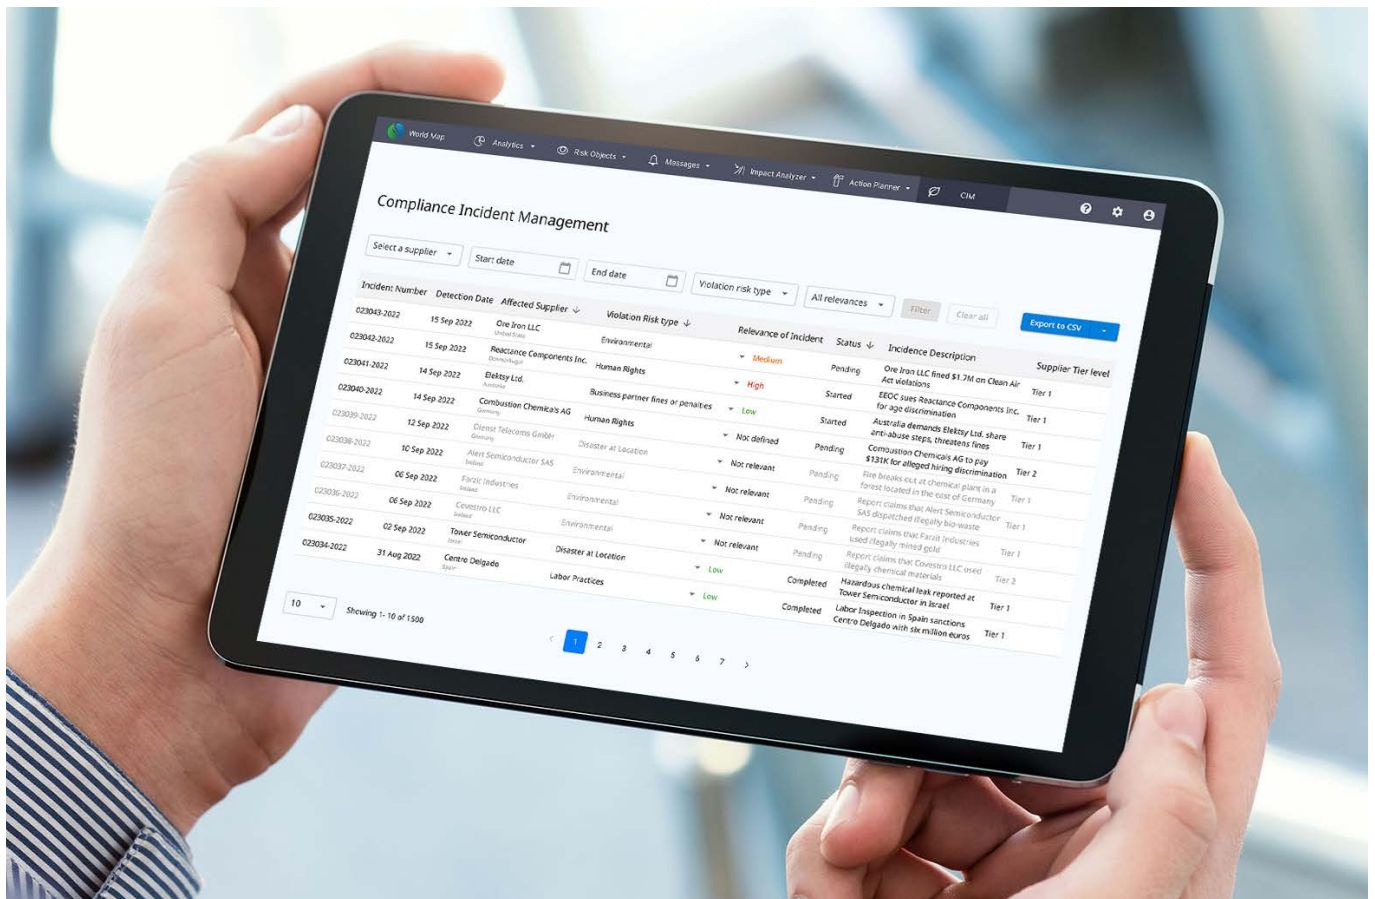 World Map Analytics Risk Objects Messages Impact Analyzer Action Planner CIM
Compliance Incident Management
Select a supplier Start date End date Violation risk type All relevances Filter Clear all Export to CSV
Incident Number Detection Date Affected Supplier Violation Risk type Relevance of Incident Status Incidence Description Supplier Tier level
023043-2022 15 Sep 2022 Ore Iron LLC Environmental Medium Pending Ore Iron LLC fined $1.7M on Clean Air Tier 1
United States Act violations
023042-2022 15 Sep 2022 Reactance Components Inc. Human Rights High Started EEOC sues Reactance Components Inc. Tier 1
for age discrimination
023041-2022 14 Sep 2022 Elektsy Ltd. Business partner fines or penalties Low Started Australia demands Elektsy Ltd. share Tier 1
Australia anti-abuse steps, threatens fines
023040-2022 14 Sep 2022 Combustion Chemicals AG Human Rights Not defined Pending Combustion Chemicals AG to pay Tier 2
Germany $131K for alleged hiring discrimination
023039-2022 12 Sep 2022 Dienst Telecoms GmbH Disaster at Location Not relevant Pending Fire breaks out at chemical plant in a Tier 1
Germany forest located in the east of Germany
023038-2022 10 Sep 2022 Alert Semiconductor SAS Environmental Not relevant Pending Report claims that Alert Semiconductor Tier 1
SAS dispatched illegally bio-waste
023037-2022 06 Sep 2022 Farzit Industries Environmental Not relevant Pending Report claims that Farzit Industries Tier 1
used illegally mined gold
023036-2022 06 Sep 2022 Covestro LLC Environmental Not relevant Pending Report claims that Covestro LLC used Tier 2
illegally chemical materials
023035-2022 02 Sep 2022 Tower Semiconductor Disaster at Location Low Completed Hazardous chemical leak reported at Tier 1
Israel Tower Semiconductor in Israel
023034-2022 31 Aug 2022 Centro Delgado Labor Practices Low Completed Labor Inspection in Spain sanctions Tier 1
Spain Centro Delgado with six million euros
10 Showing 1- 10 of 1500 < 1 2 3 4 5 6 7 >